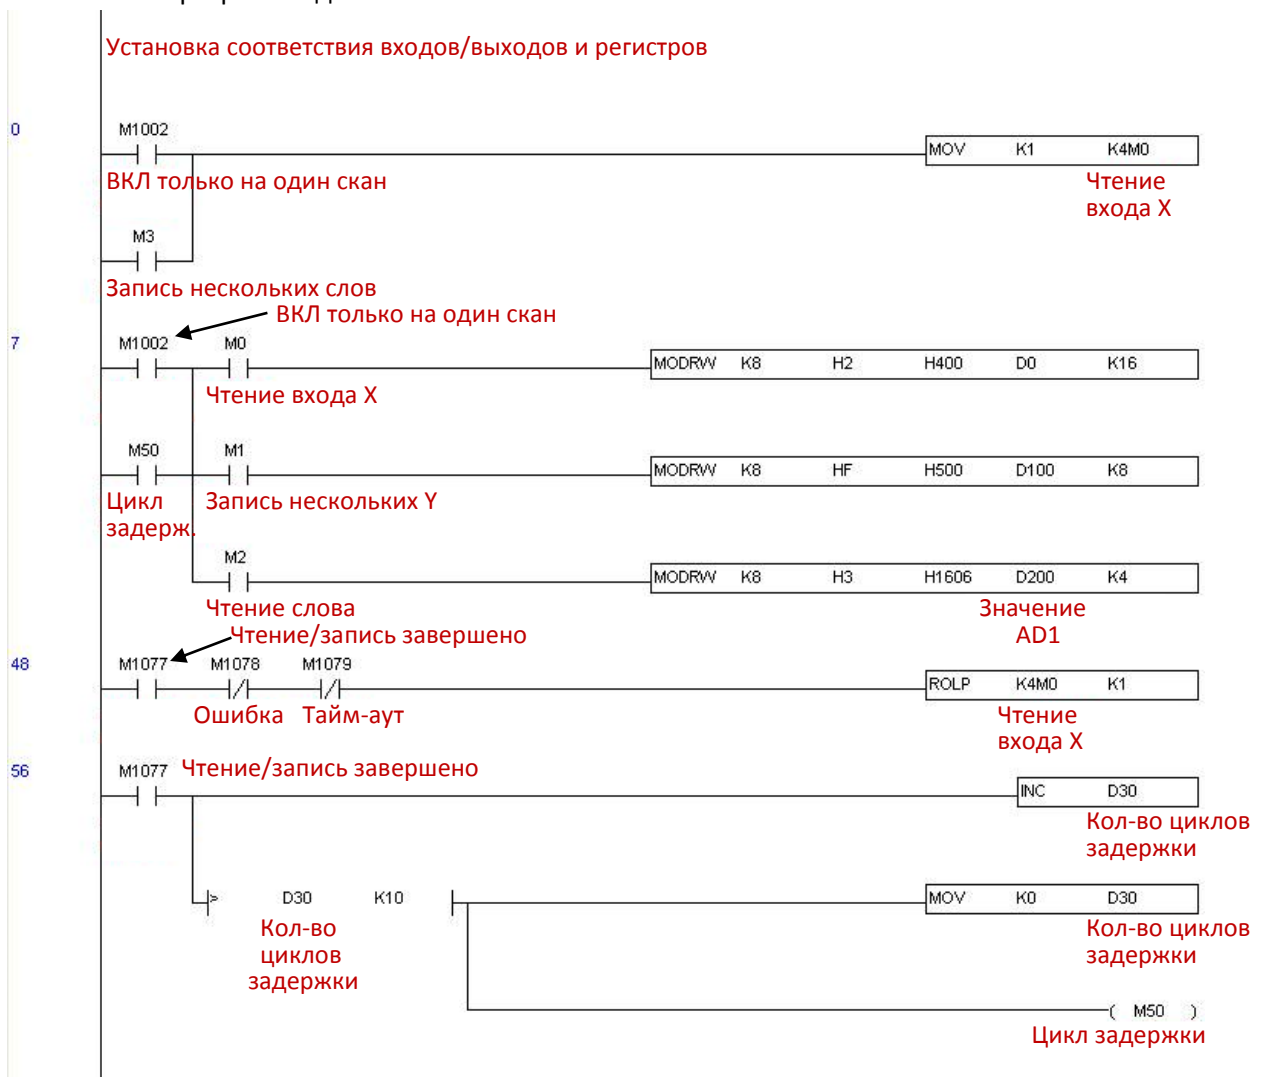 Установка соответствия входов/выходов и регистров
0
M1002
MOV K1 K4M0
ВКЛ только на один скан
Чтение
входа X
M3
Запись нескольких слов
ВКЛ только на один скан
7
M1002 M0
MODRW K8 H2 H400 D0 K16
Чтение входа X
M50 M1
MODRW K8 HF H500 D100 K8
Цикл
задерж.
Запись нескольких Y
M2
MODRW K8 H3 H1606 D200 K4
Чтение слова
Значение
AD1
Чтение/запись завершено
48
M1077 M1078 M1079
ROLP K4M0 K1
Ошибка Тайм-аут
Чтение
входа X
56
M1077 Чтение/запись завершено
INC D30
Кол-во циклов
задержки
> D30 K10
MOV K0 D30
Кол-во
циклов
задержки
Кол-во циклов
задержки
( M50 )
Цикл задержки